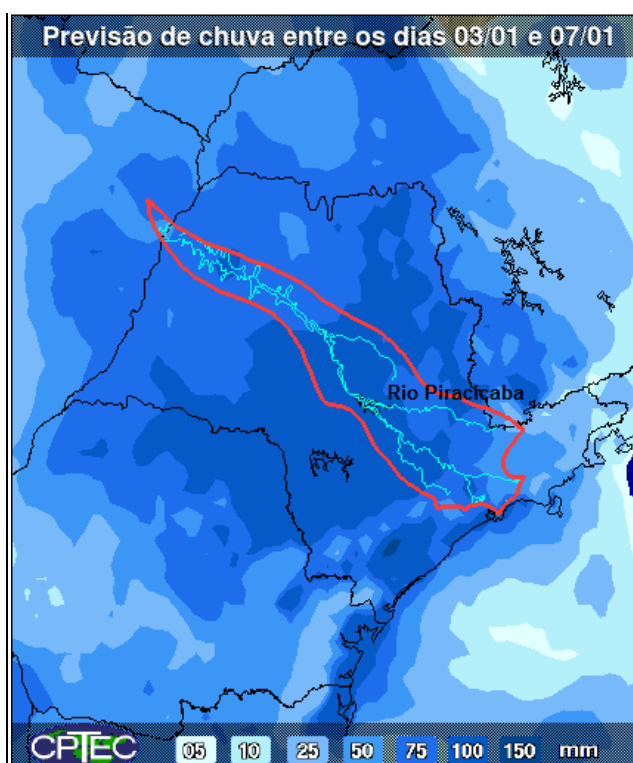 Previsão de chuva entre os dias 03/01 e 07/01
Rio Piracicaba
CPTEC 05 10 25 50 75 100 150 mm